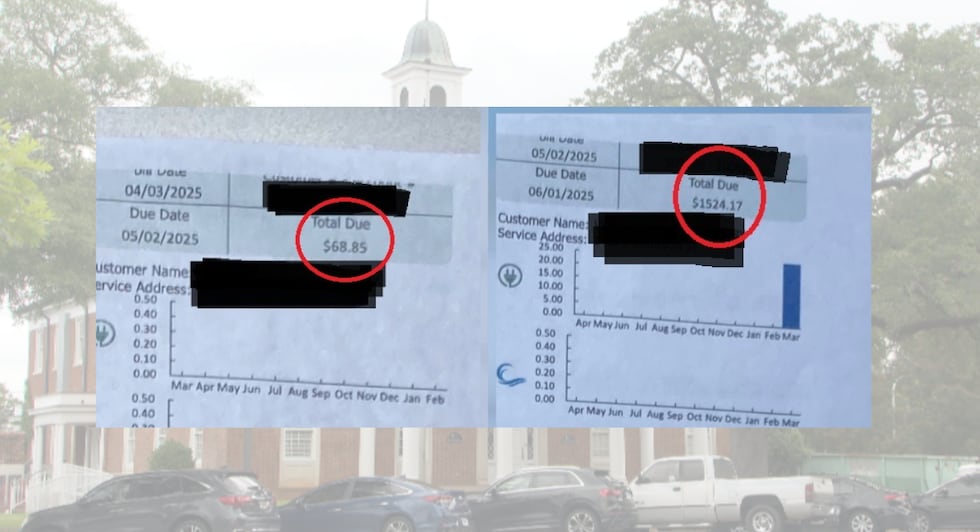 Bill Date
04/03/2025
Due Date
05/02/2025
Total Due
$68.85
ustomer Name:
ervice Address:
0.50
0.40
0.30
0.20
0.10
0.00
Mar Apr May Jun Jul Aug Sep Oct Nov Dec Jan Feb
0.50
0.40
Bill Date
05/02/2025
Due Date
06/01/2025
Total Due
$1524.17
Customer Name:
Service Address:
25.00
20.00
15.00
10.00
5.00
0.00
Apr May Jun Jul Aug Sep Oct Nov Dec Jan Feb Mar
0.50
0.40
0.30
0.20
0.10
0.00
Apr May Jun Jul Aug Sep Oct Nov Dec Jan Feb Mar